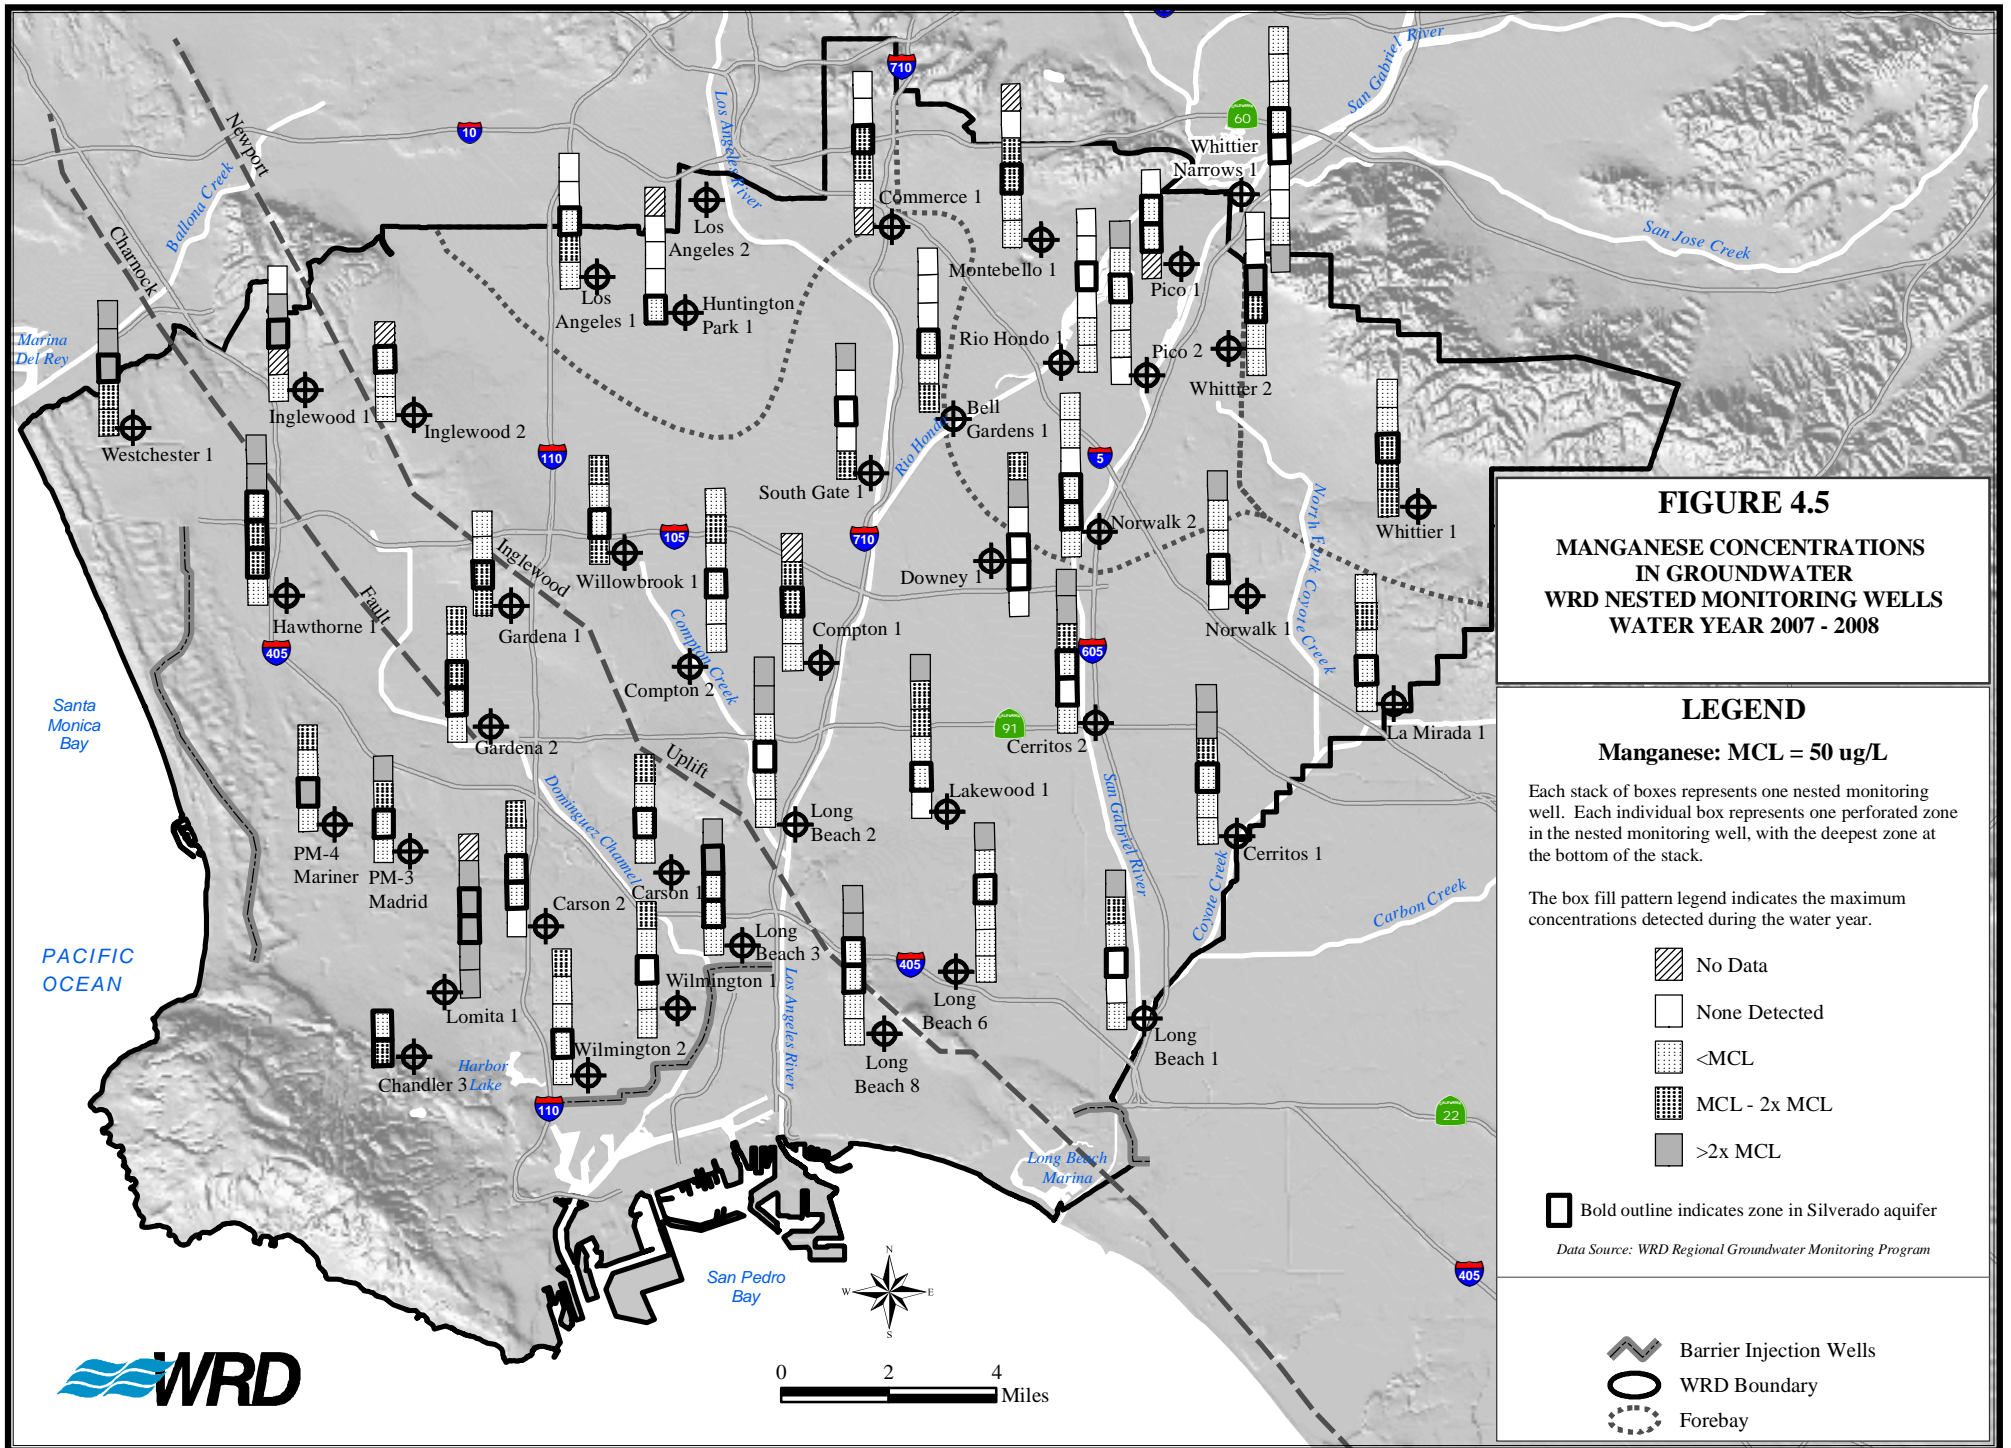 710
San Gabriel River
10
Newport
Los Angeles River
CALIFORNIA
60
Whittier
Narrows 1
Ballona Creek
Charnock
Commerce 1
Los
Angeles 2
San Jose Creek
Montebello 1
Pico 1
Los
Angeles 1
Huntington
Park 1
Marina
Del Rey
Rio Hondo 1
Pico 2
Whittier 2
Inglewood 1
Inglewood 2
Bell
Gardens 1
Westchester 1
110
Rio Hondo
5
South Gate 1
Norwalk 2
Whittier 1
North Fork Coyote Creek
105
710
Inglewood
Willowbrook 1
Downey 1
Fault
Hawthorne 1
Gardena 1
Compton 1
Norwalk 1
405
Compton Creek
605
Compton 2
Santa
Monica
Bay
Gardena 2
Uplift
CALIFORNIA
91
Cerritos 2
La Mirada 1
Dominguez Channel
Lakewood 1
San Gabriel River
Long
Beach 2
PM-4
Mariner
PM-3
Madrid
Cerritos 1
Coyote Creek
Carson 1
Carson 2
Carbon Creek
Long
Beach 3
PACIFIC
OCEAN
Wilmington 1
Los Angeles River
405
Long
Beach 6
Lomita 1
Wilmington 2
Long
Beach 1
Harbor
Lake
Chandler 3
Long
Beach 8
110
CALIFORNIA
22
Long Beach
Marina
San Pedro
Bay
405
N
W
E
S
WRD
0 2 4
Miles
FIGURE 4.5
MANGANESE CONCENTRATIONS
IN GROUNDWATER
WRD NESTED MONITORING WELLS
WATER YEAR 2007 - 2008
LEGEND
Manganese: MCL = 50 ug/L
Each stack of boxes represents one nested monitoring
well. Each individual box represents one perforated zone
in the nested monitoring well, with the deepest zone at
the bottom of the stack.
The box fill pattern legend indicates the maximum
concentrations detected during the water year.
No Data
None Detected
<MCL
MCL - 2x MCL
>2x MCL
Bold outline indicates zone in Silverado aquifer
Data Source: WRD Regional Groundwater Monitoring Program
Barrier Injection Wells
WRD Boundary
Forebay